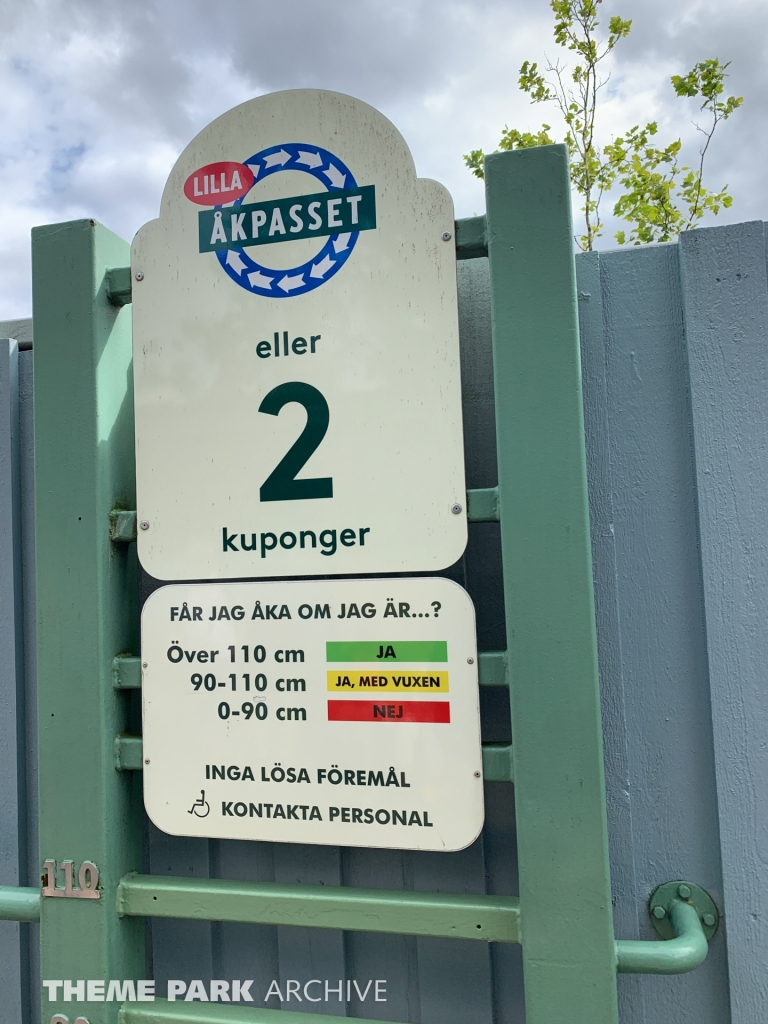 LILLA
ÅKPASSET
eller
2
kuponger
FÅR JAG ÅKA OM JAG ÄR...?
Över 110 cm JA
90-110 cm JA, MED VUXEN
0-90 cm NEJ
INGA LÖSA FÖREMÅL
KONTAKTA PERSONAL
110
THEME PARK ARCHIVE